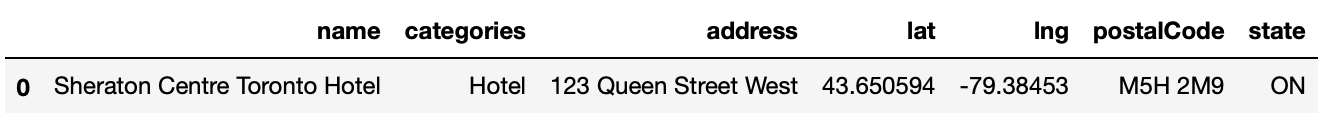 name categories address lat lng postalCode state
0 Sheraton Centre Toronto Hotel Hotel 123 Queen Street West 43.650594 -79.38453 M5H 2M9 ON